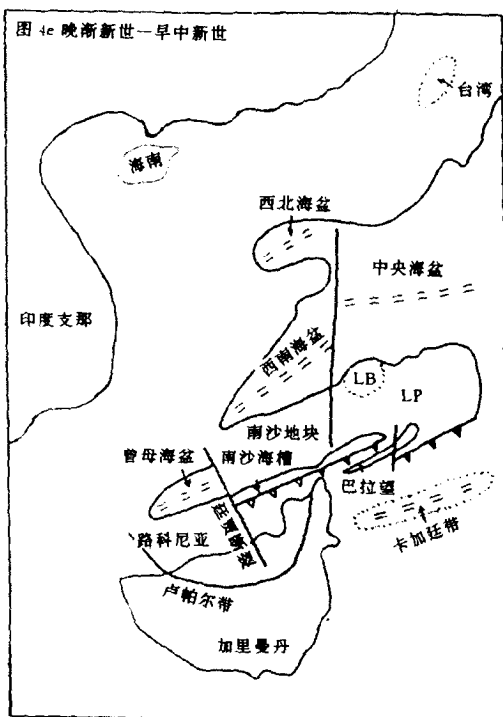 图 4e 晚渐新世—早中新世
台湾
海南
西北海盆
中央海盆
印度支那
西南海盆
LB
LP
南沙地块
曾母海盆
南沙海槽
巴拉望
卡加廷带
路科尼亚
廷贾断裂
卢帕尔带
加里曼丹